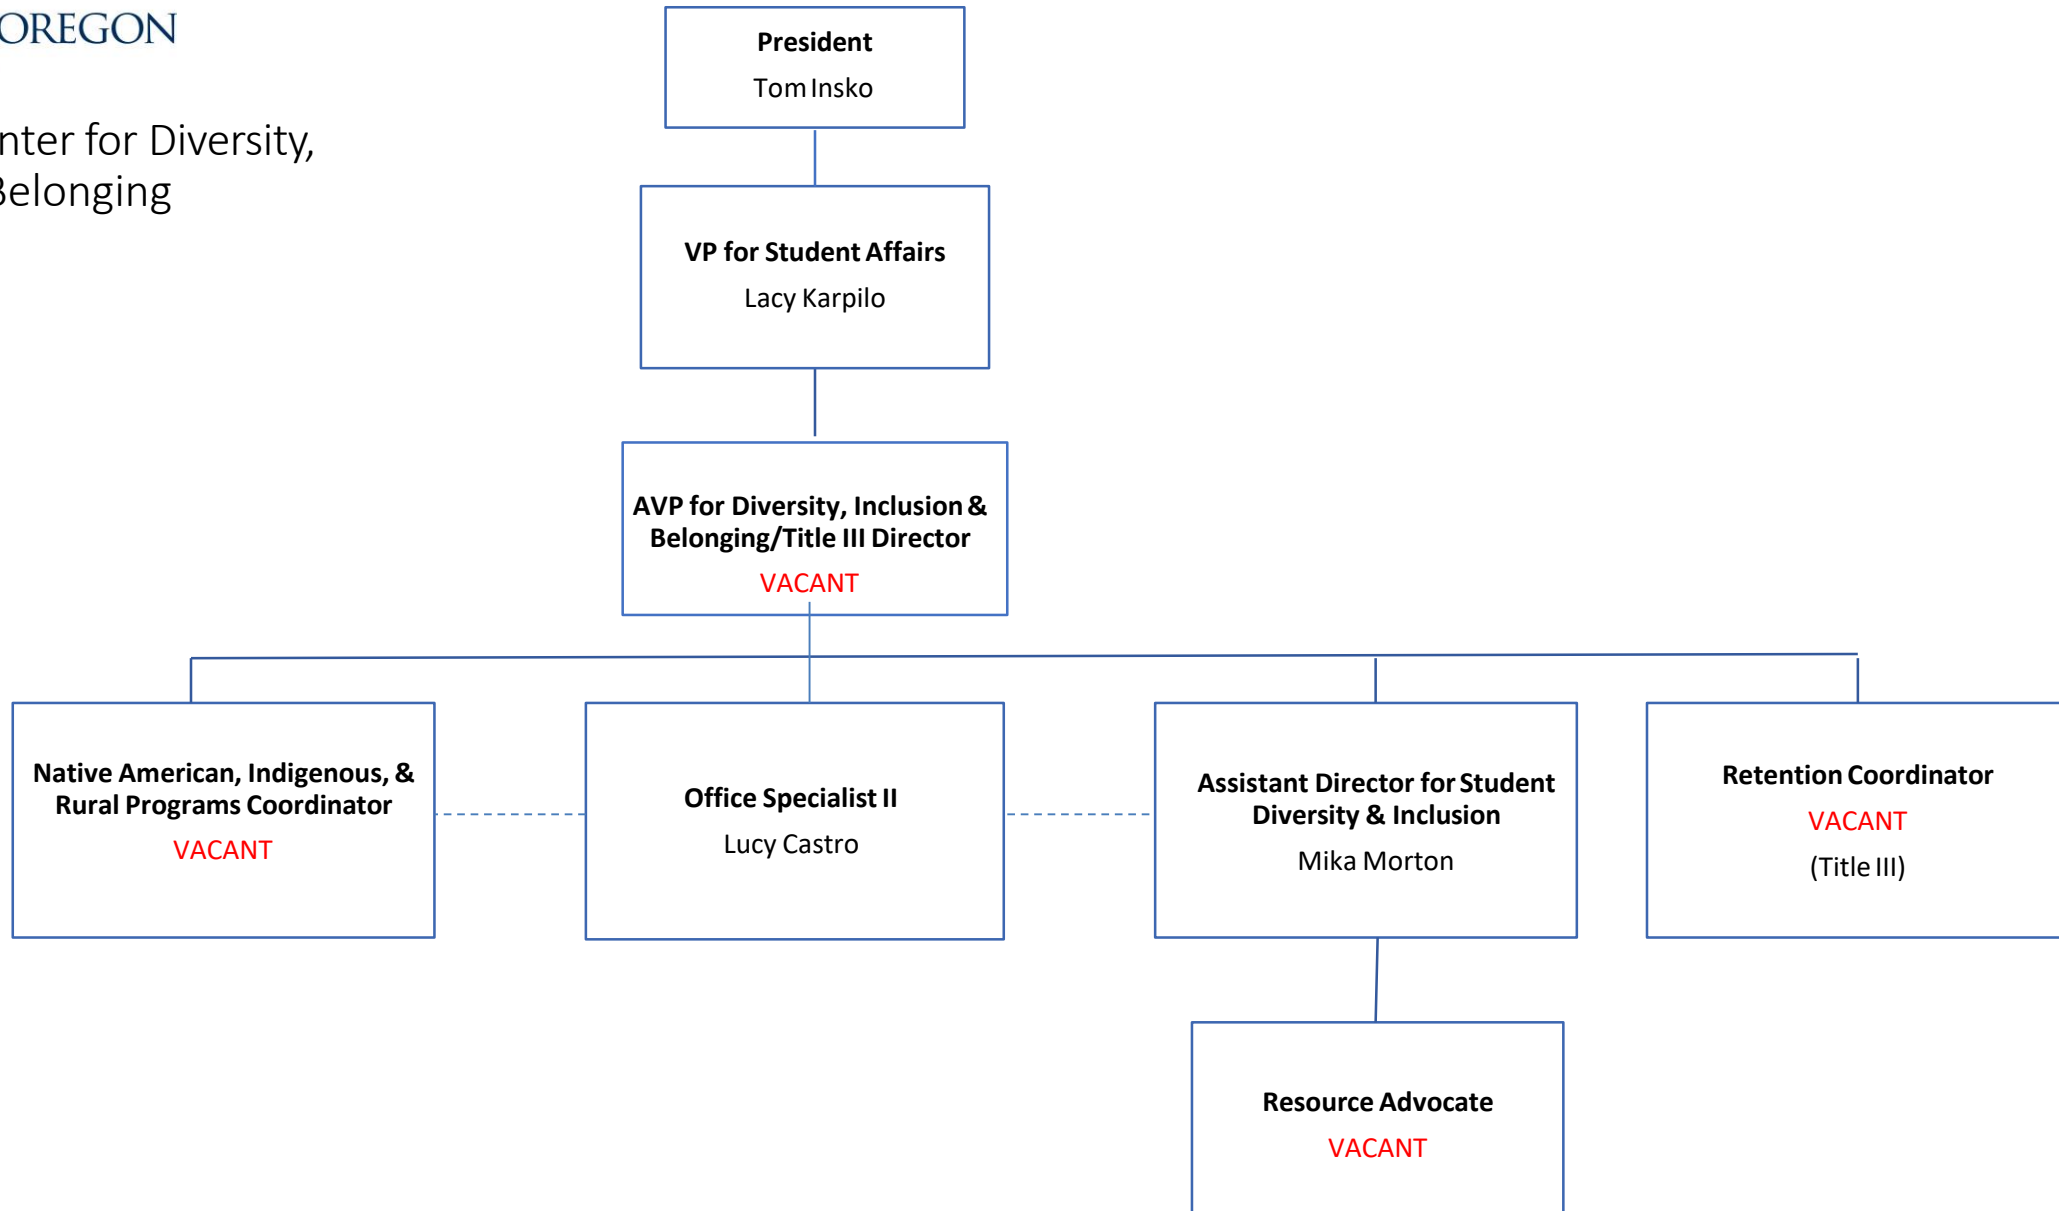 OREGON
nter for Diversity,
Belonging
President
Tom Insko
VP for Student Affairs
Lacy Karpilo
AVP for Diversity, Inclusion &
Belonging/Title III Director
VACANT
Native American, Indigenous, &
Rural Programs Coordinator
VACANT
Office Specialist II
Lucy Castro
Assistant Director for Student
Diversity & Inclusion
Mika Morton
Retention Coordinator
VACANT
(Title III)
Resource Advocate
VACANT